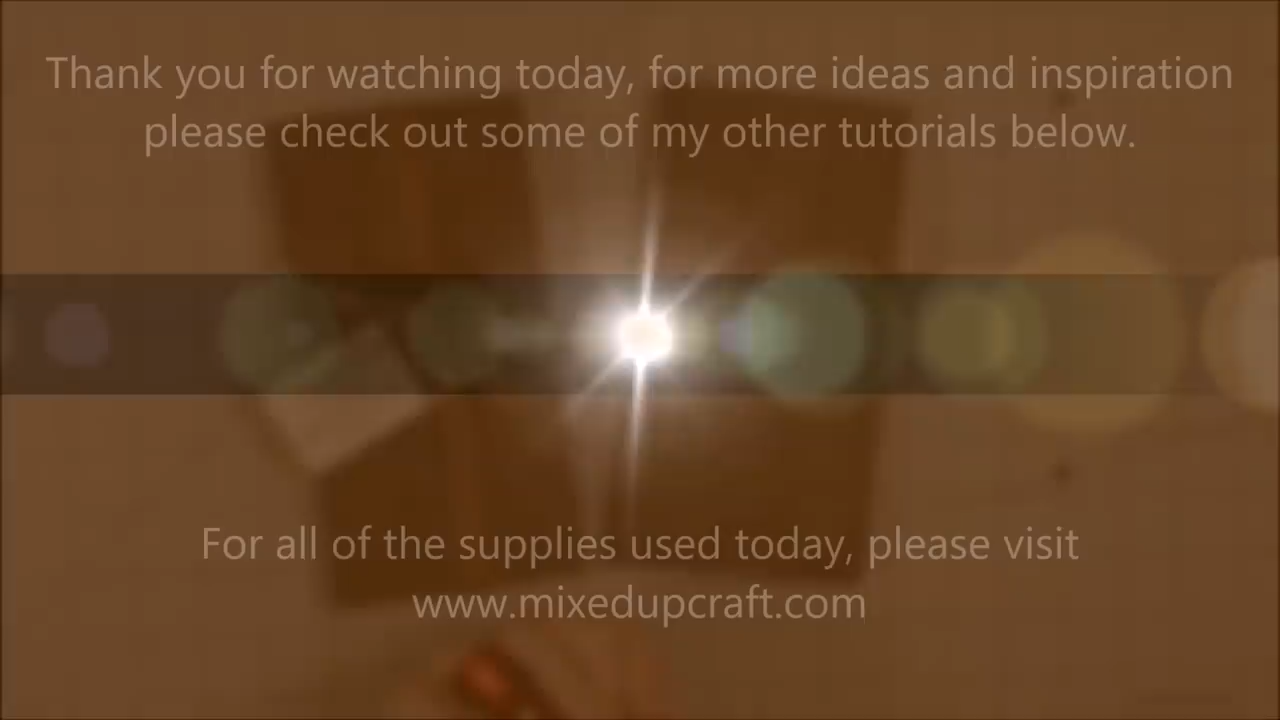 Thank you for watching today, for more ideas and inspiration
please check out some of my other tutorials below.
For all of the supplies used today, please visit
www.mixedupcraft.com